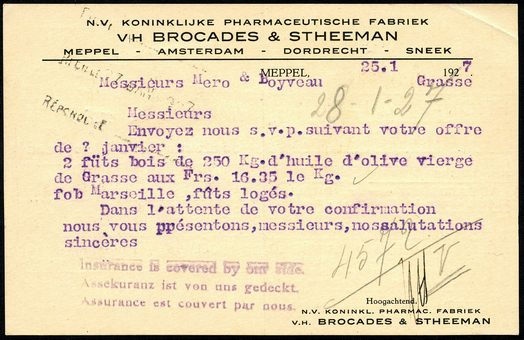 N.V. KONINKLIJKE PHARMACEUTISCHE FABRIEK
V/H BROCADES & STHEEMAN
MEPPEL - AMSTERDAM - DORDRECHT - SNEEK
MEPPEL, 25.1 1927.
Messieurs Mero & Boyveau Grasse
RÉPONDU LE
28-1-27
Messieurs
Envoyez nous s.v.p. suivant votre offre
de 7 janvier :
2 fûts bois de 250 Kg. d'huile d'olive vierge
de Grasse aux Frs. 16.35 le Kg.
fob Marseille ,fûts logés.
Dans l'attente de votre confirmation
nous vous ppésentons, messieurs, nos salutations
sincères
Insurance is covered by our side.
Assekuranz ist von uns gedeckt.
Assurance est couvert par nous.
Hoogachtend,
N.V. KONINKL. PHARMAC. FABRIEK
V.H. BROCADES & STHEEMAN